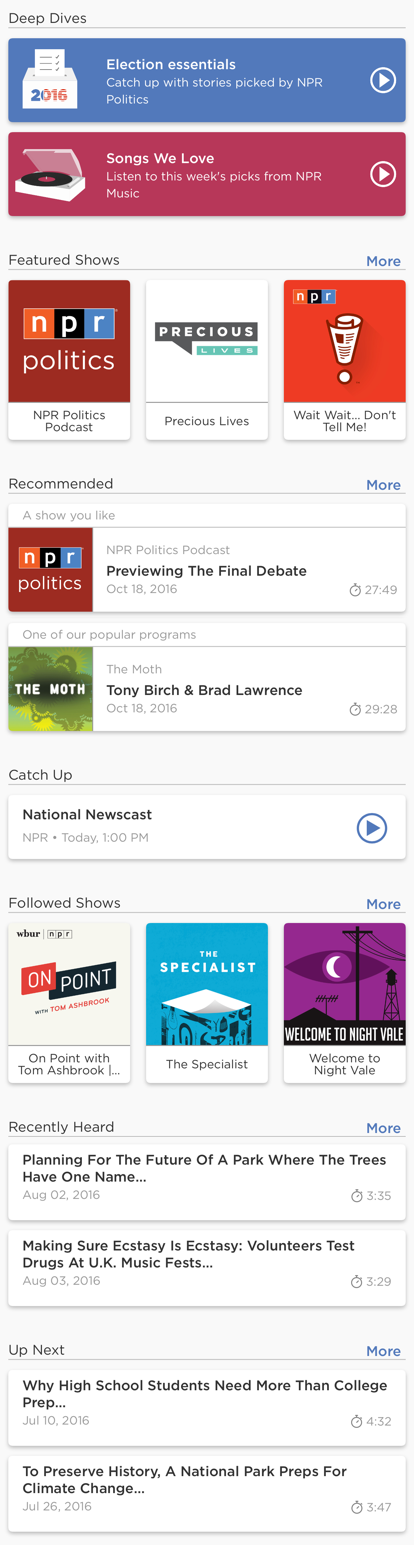 Deep Dives
2016
Election essentials
Catch up with stories picked by NPR
Politics
Songs We Love
Listen to this week's picks from NPR
Music
Featured Shows
More
npr
politics
NPR Politics
Podcast
PRECIOUS
LIVES
Precious Lives
npr
Wait Wait... Don't
Tell Me!
Recommended
More
A show you like
npr
politics
NPR Politics Podcast
Previewing The Final Debate
Oct 18, 2016
27:49
One of our popular programs
THE MOTH
The Moth
Tony Birch & Brad Lawrence
Oct 18, 2016
29:28
Catch Up
National Newscast
NPR • Today, 1:00 PM
Followed Shows
More
wbur | npr
ON
POINT
WITH TOM ASHBROOK
On Point with
Tom Ashbrook |...
THE
SPECIALIST
The Specialist
WELCOME TO NIGHT VALE
Welcome to
Night Vale
Recently Heard
More
Planning For The Future Of A Park Where The Trees
Have One Name...
Aug 02, 2016
3:35
Making Sure Ecstasy Is Ecstasy: Volunteers Test
Drugs At U.K. Music Fests...
Aug 03, 2016
3:29
Up Next
More
Why High School Students Need More Than College
Prep...
Jul 10, 2016
4:32
To Preserve History, A National Park Preps For
Climate Change...
Jul 26, 2016
3:47